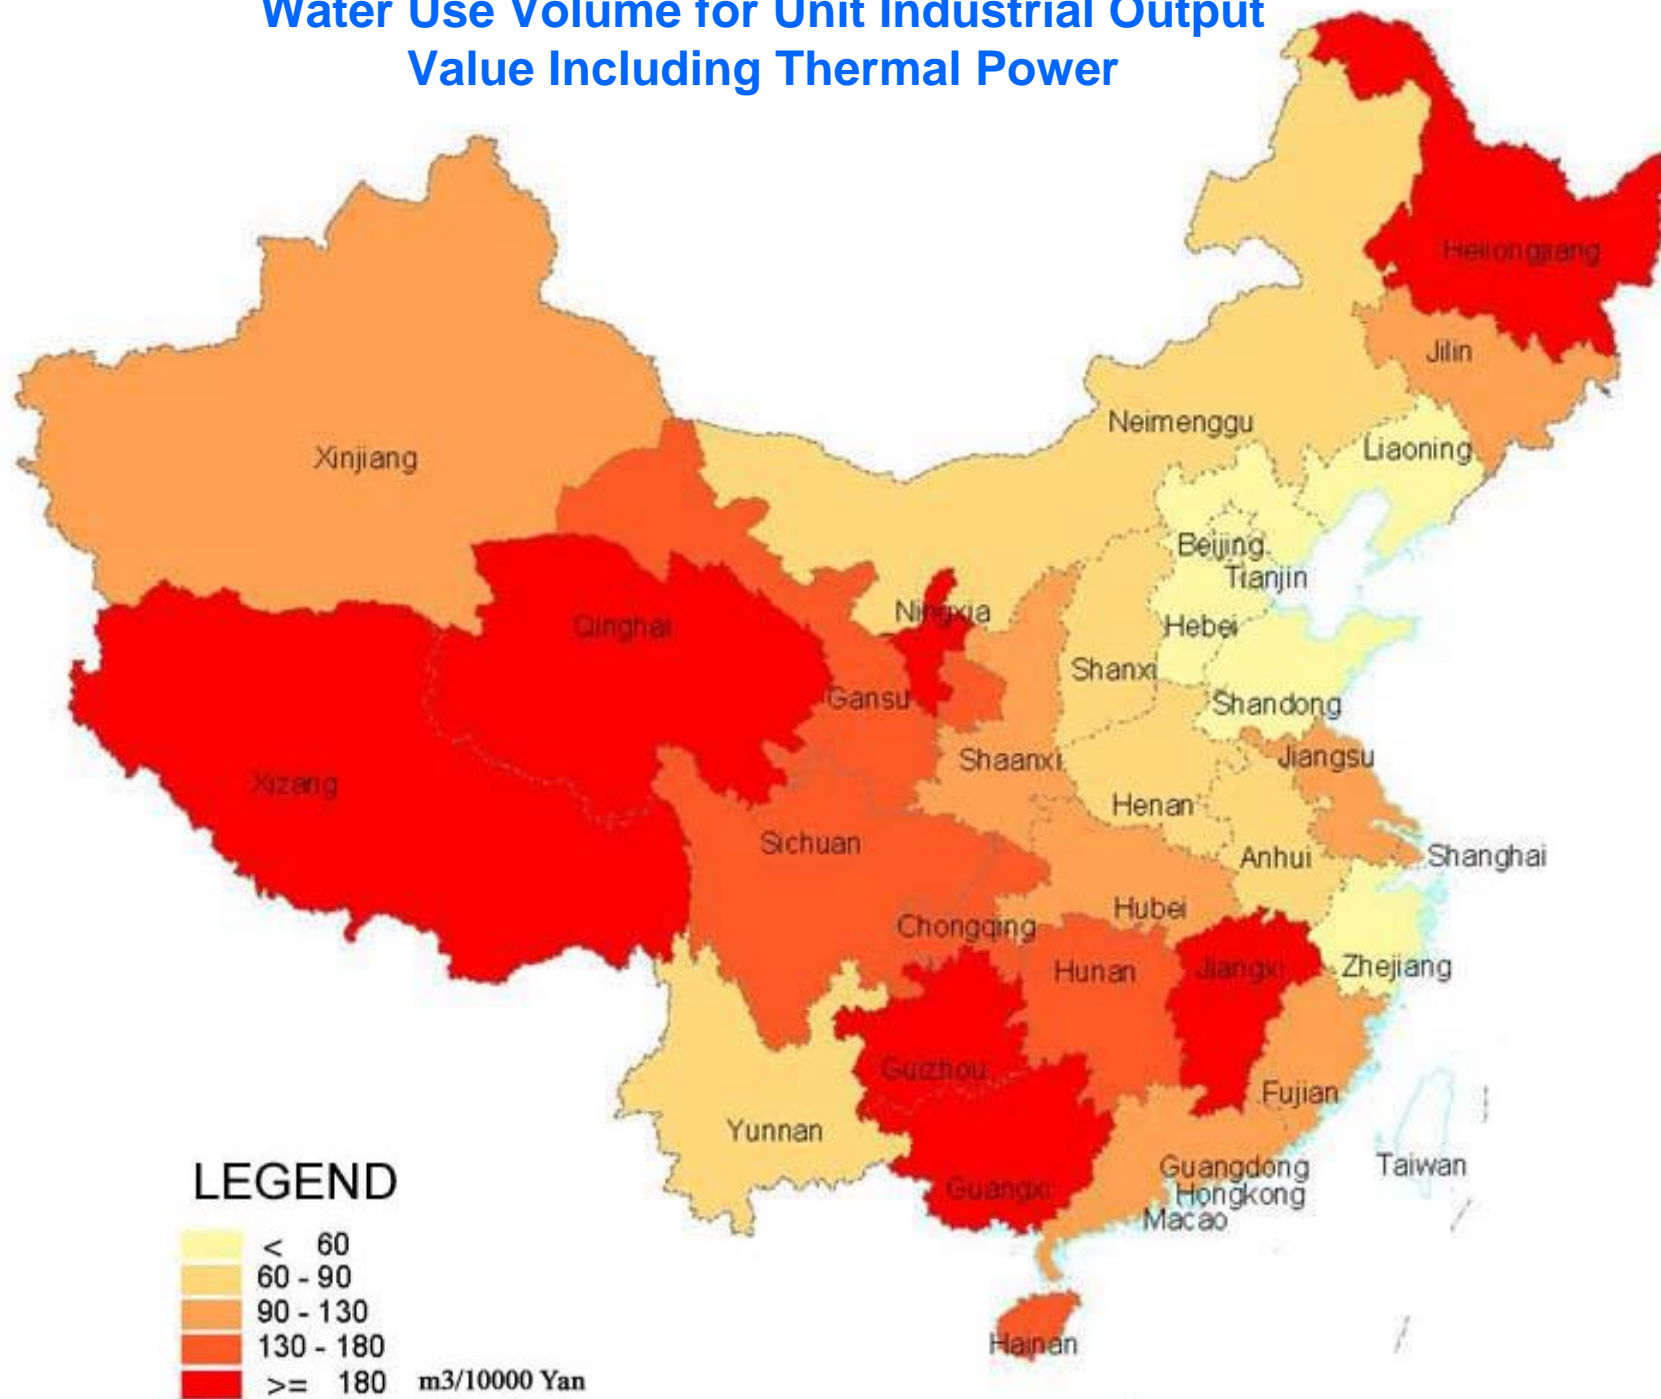 Water Use Volume for Unit Industrial Output
Value Including Thermal Power
Heilongjiang
Jilin
Neimenggu
Liaoning
Xinjiang
Beijing
Tianjin
Ningxia
Qinghai
Hebei
Shanxi
Gansu
Shandong
Shaanxi
Jiangsu
Xizang
Henan
Sichuan
Anhui
Shanghai
Hubei
Chongqing
Hunan
Jiangxi
Zhejiang
Guizhou
Fujian
Yunnan
Guangdong
Taiwan
Guangxi
Hongkong
Macao
Hainan
LEGEND
< 60
60 - 90
90 - 130
130 - 180
>= 180 m3/10000 Yan